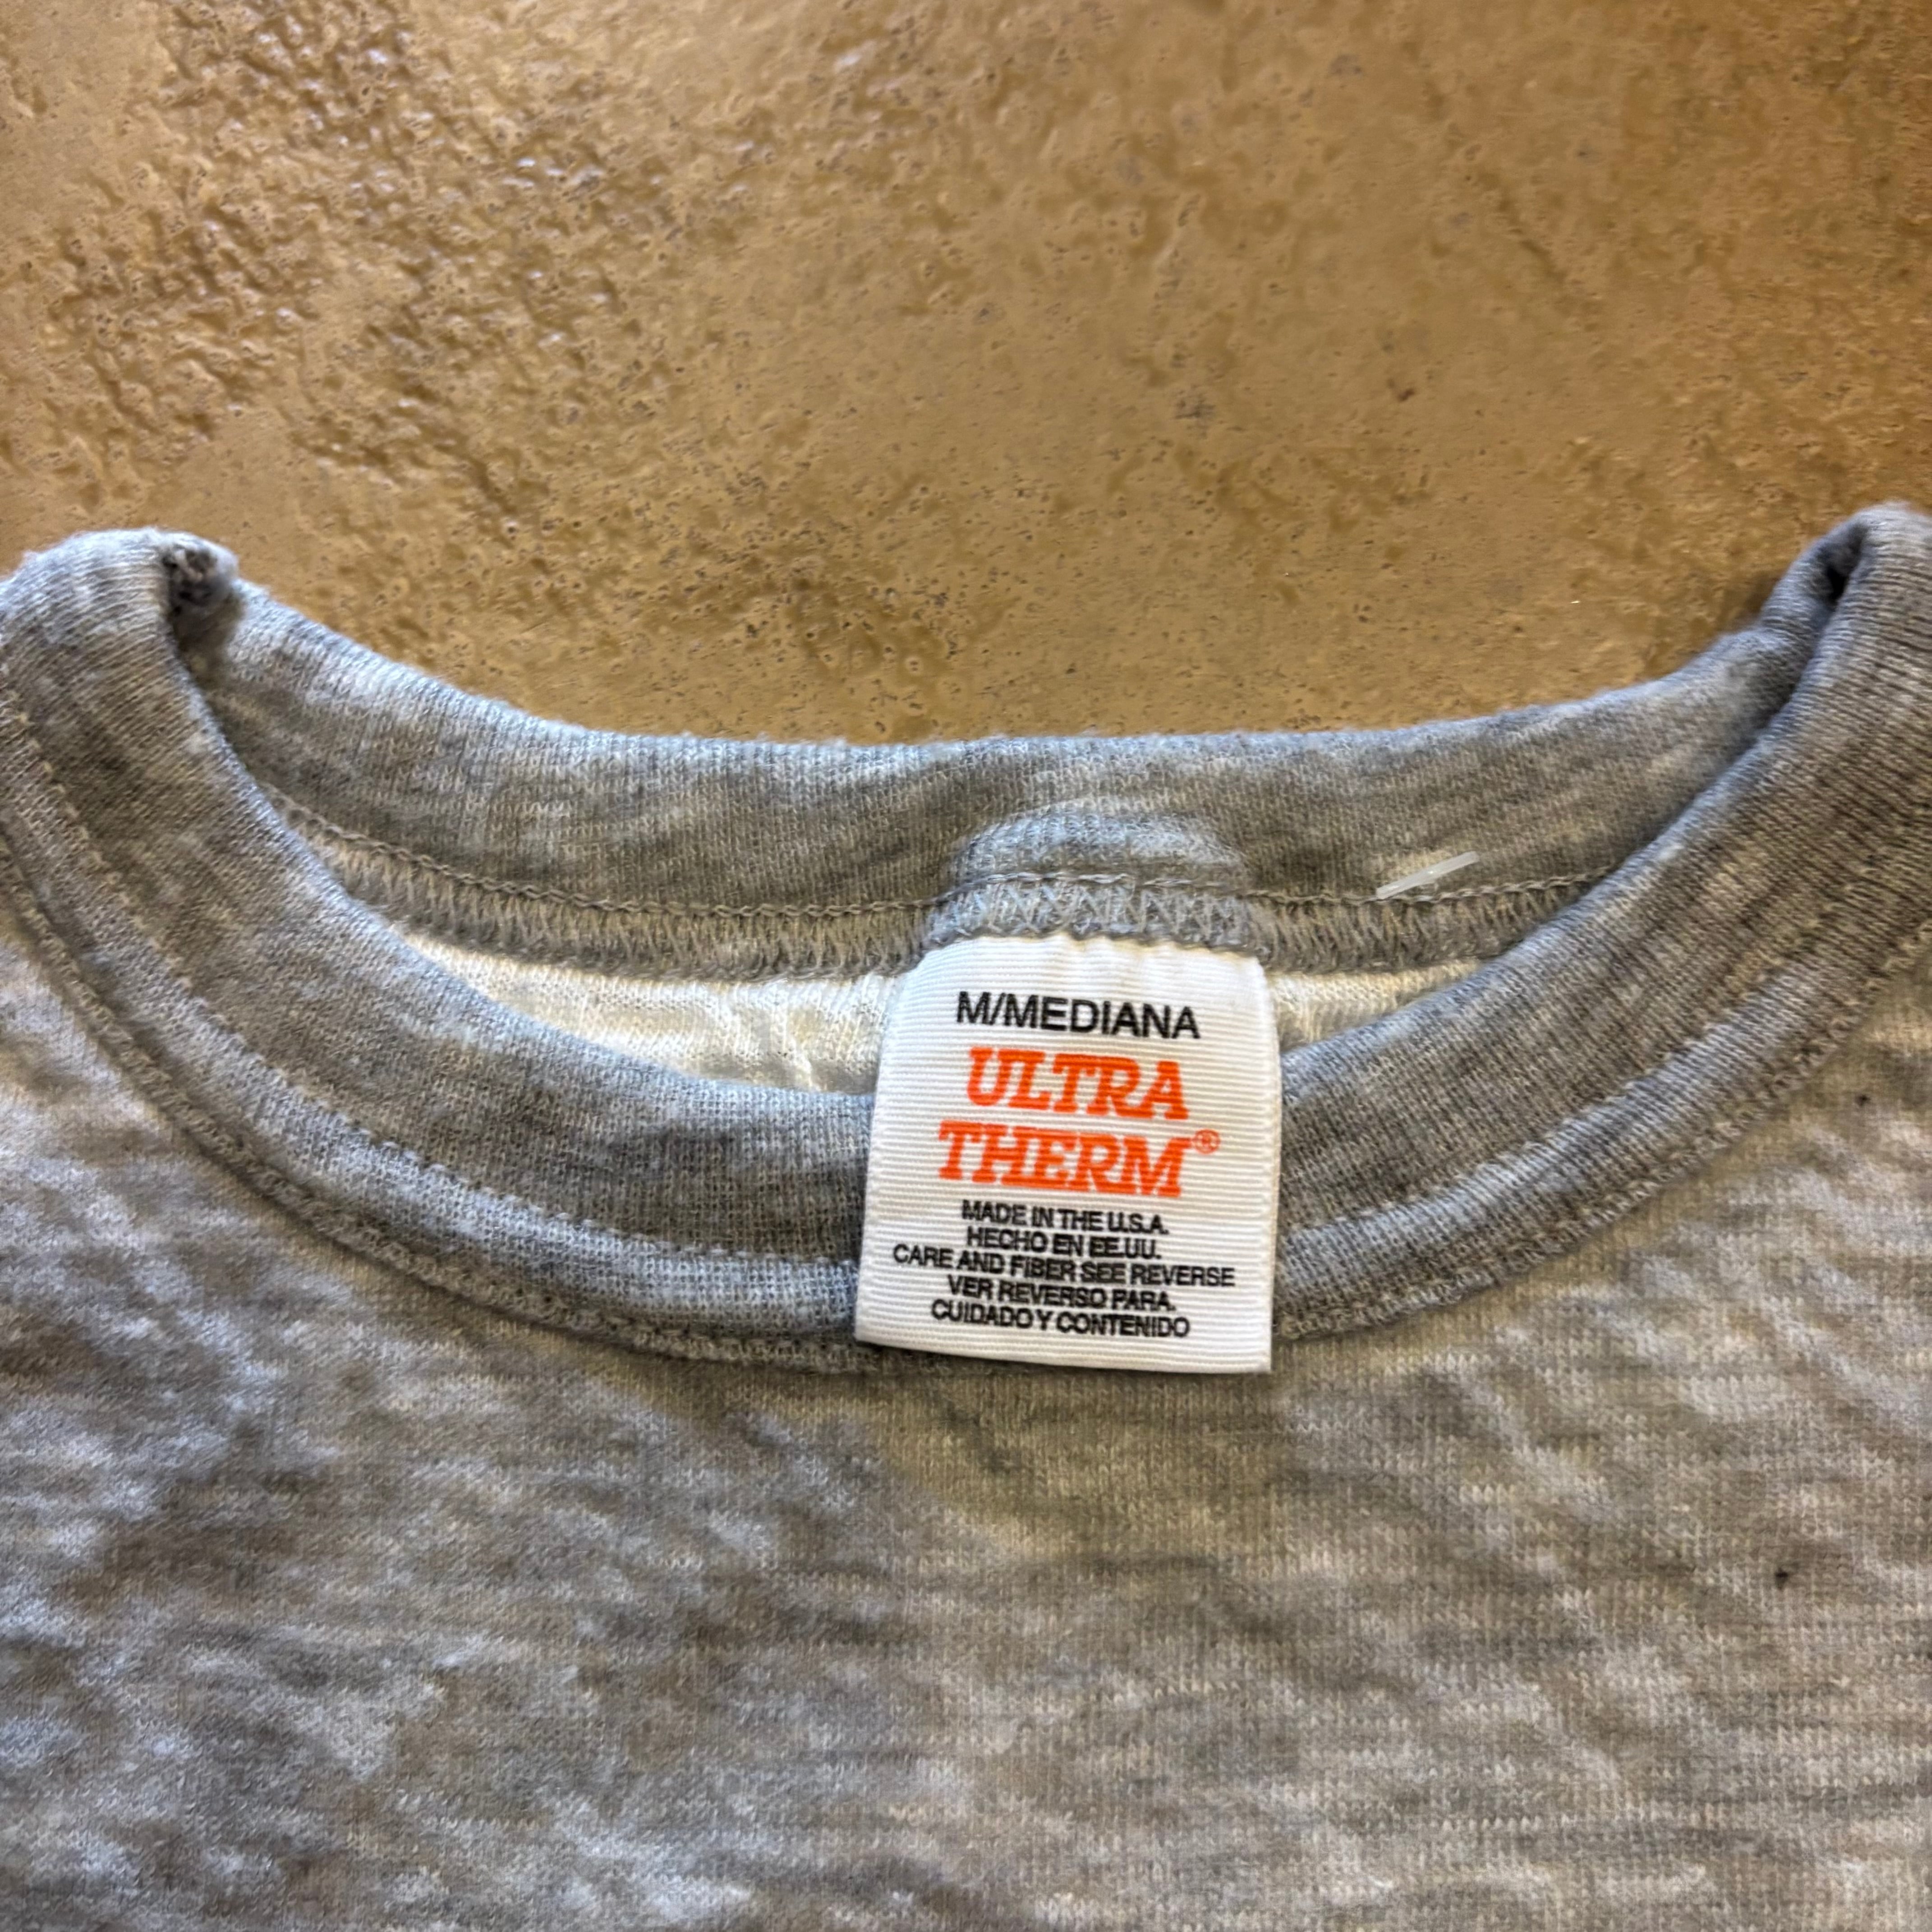 M/MEDIANA
ULTRA
THERM®
MADE IN THE U.S.A.
HECHO EN EE.UU.
CARE AND FIBER SEE REVERSE
VER REVERSO PARA.
CUIDADO Y CONTENIDO